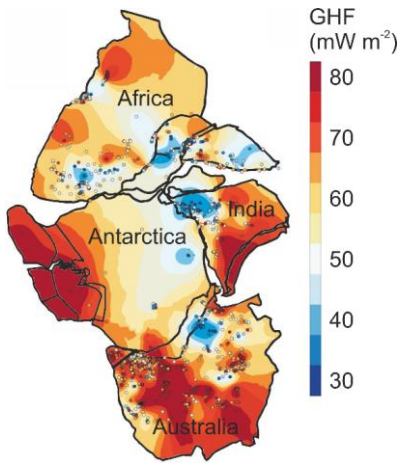 GHF
(mW m⁻²)
80
70
60
50
40
30
Africa
India
Antarctica
Australia